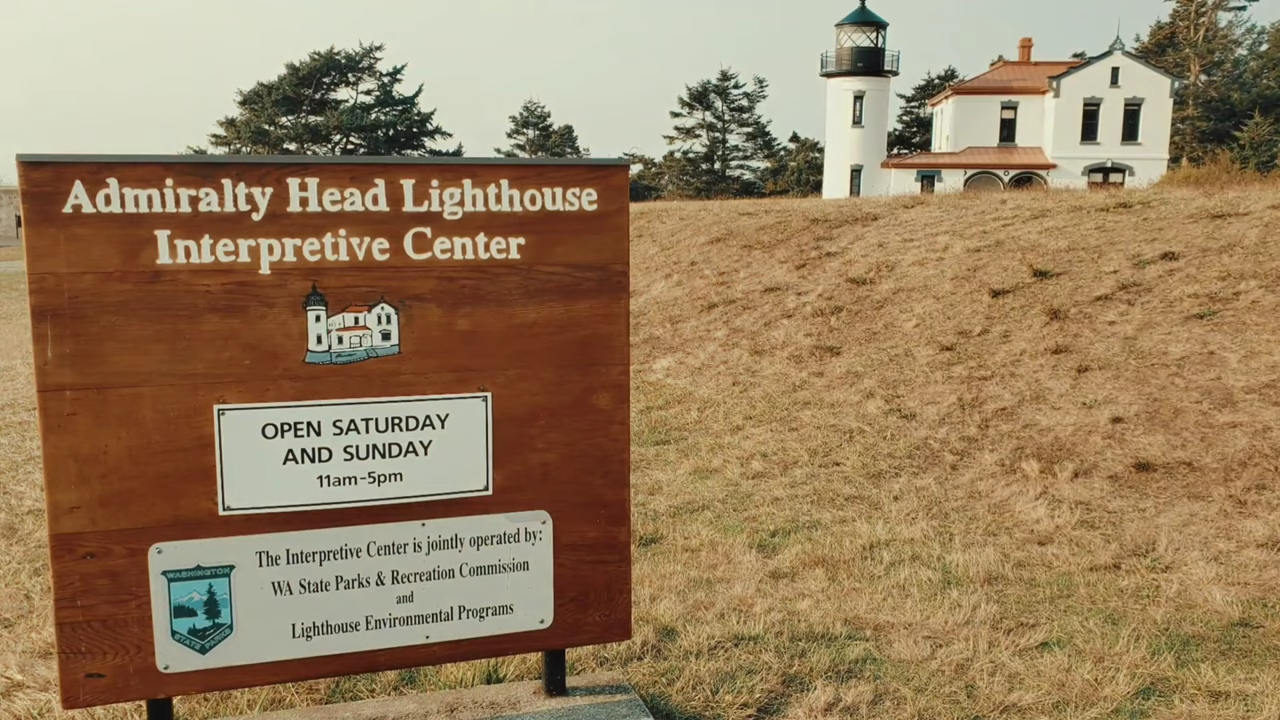 Admiralty Head Lighthouse
Interpretive Center
OPEN SATURDAY
AND SUNDAY
11am-5pm
The Interpretive Center is jointly operated by:
WA State Parks & Recreation Commission
and
Lighthouse Environmental Programs
WASHINGTON
STATE PARKS